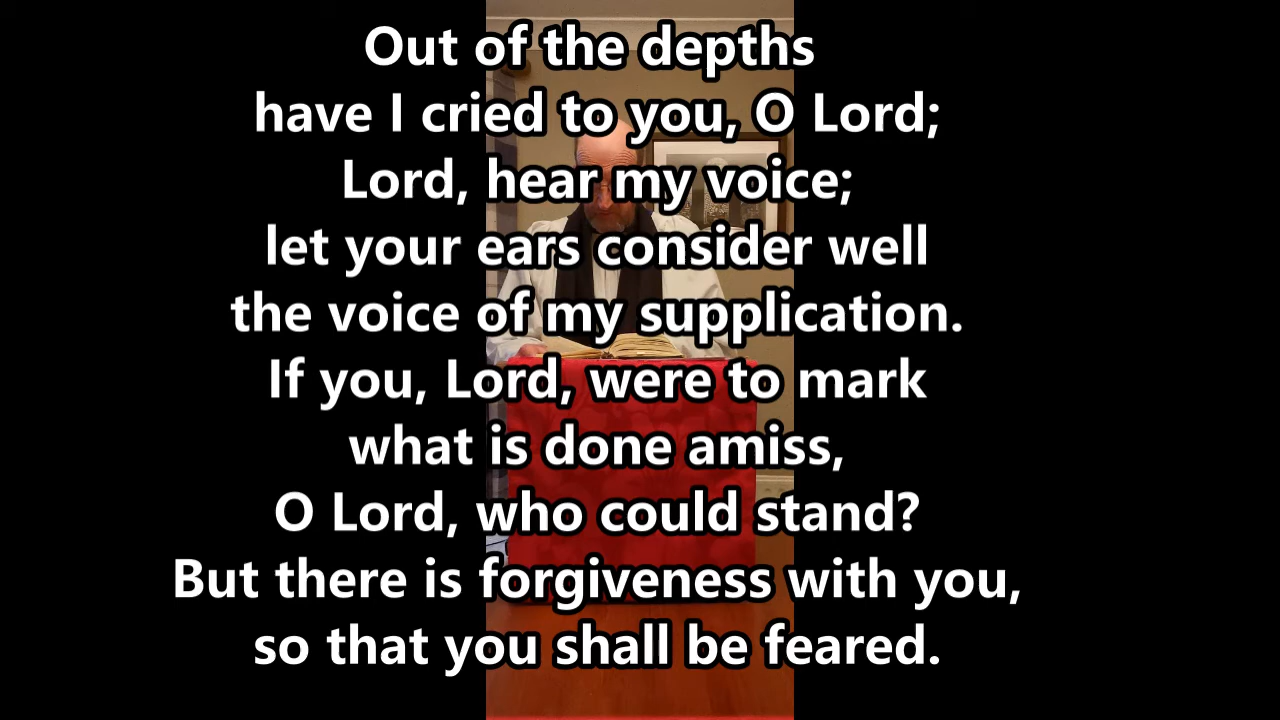 Out of the depths
have I cried to you, O Lord;
Lord, hear my voice;
let your ears consider well
the voice of my supplication.
If you, Lord, were to mark
what is done amiss,
O Lord, who could stand?
But there is forgiveness with you,
so that you shall be feared.